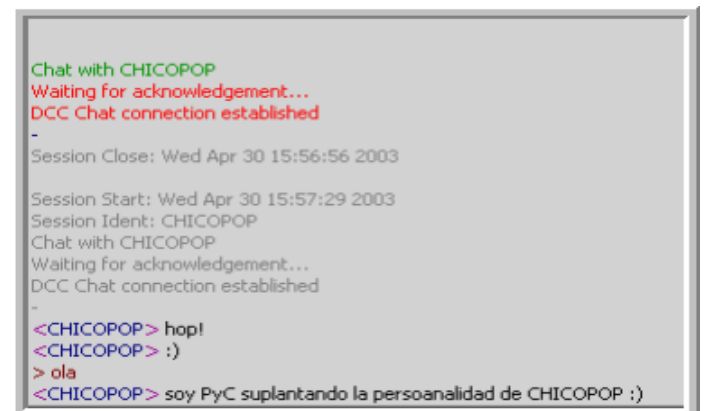 Chat with CHICOPOP
Waiting for acknowledgement...
DCC Chat connection established
-
Session Close: Wed Apr 30 15:56:56 2003
Session Start: Wed Apr 30 15:57:29 2003
Session Ident: CHICOPOP
Chat with CHICOPOP
Waiting for acknowledgement...
DCC Chat connection established
-
<CHICOPOP> hop!
<CHICOPOP> :)
> ola
<CHICOPOP> soy PyC suplantando la persoanalidad de CHICOPOP :)